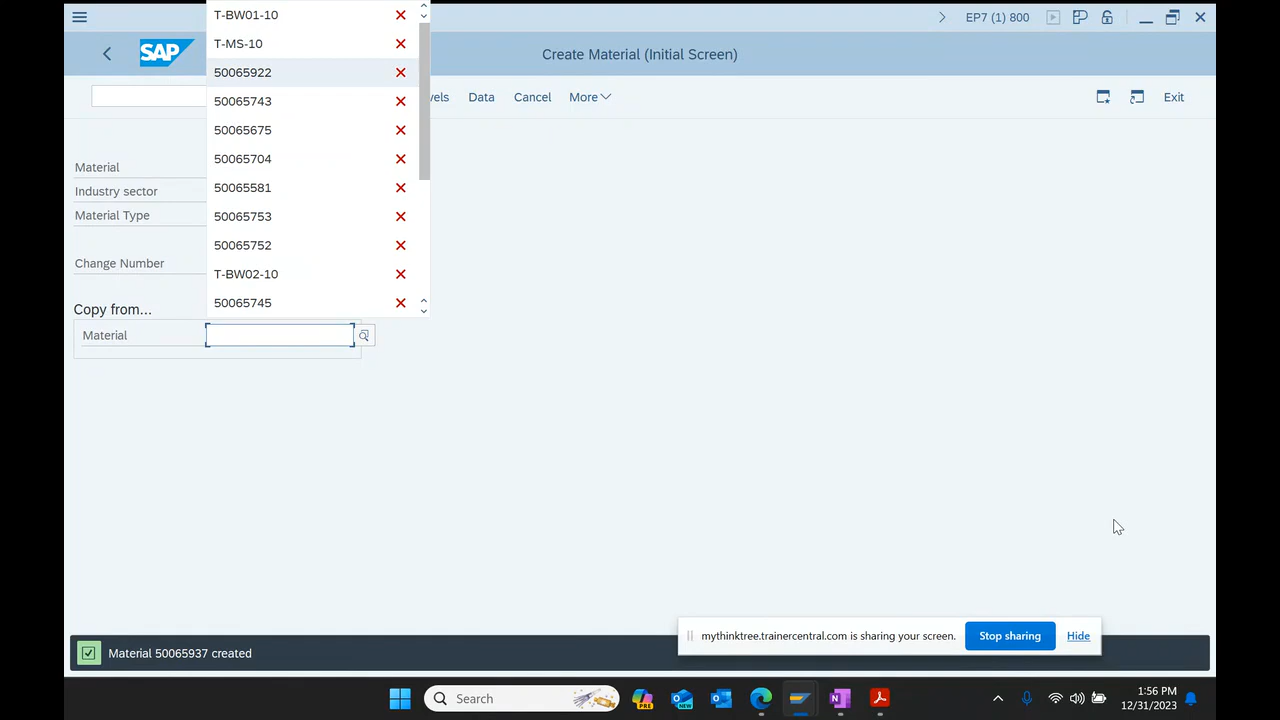 T-BW01-10
EP7 (1) 800
SAP
T-MS-10
Create Material (Initial Screen)
50065922
vels
Data
Cancel
More
Exit
50065743
50065675
50065704
Material
50065581
Industry sector
Material Type
50065753
50065752
Change Number
T-BW02-10
50065745
Copy from...
Material
mythinktree.trainercentral.com is sharing your screen.
Stop sharing
Hide
Material 50065937 created
Search
PRE
NEW
1:56 PM
12/31/2023